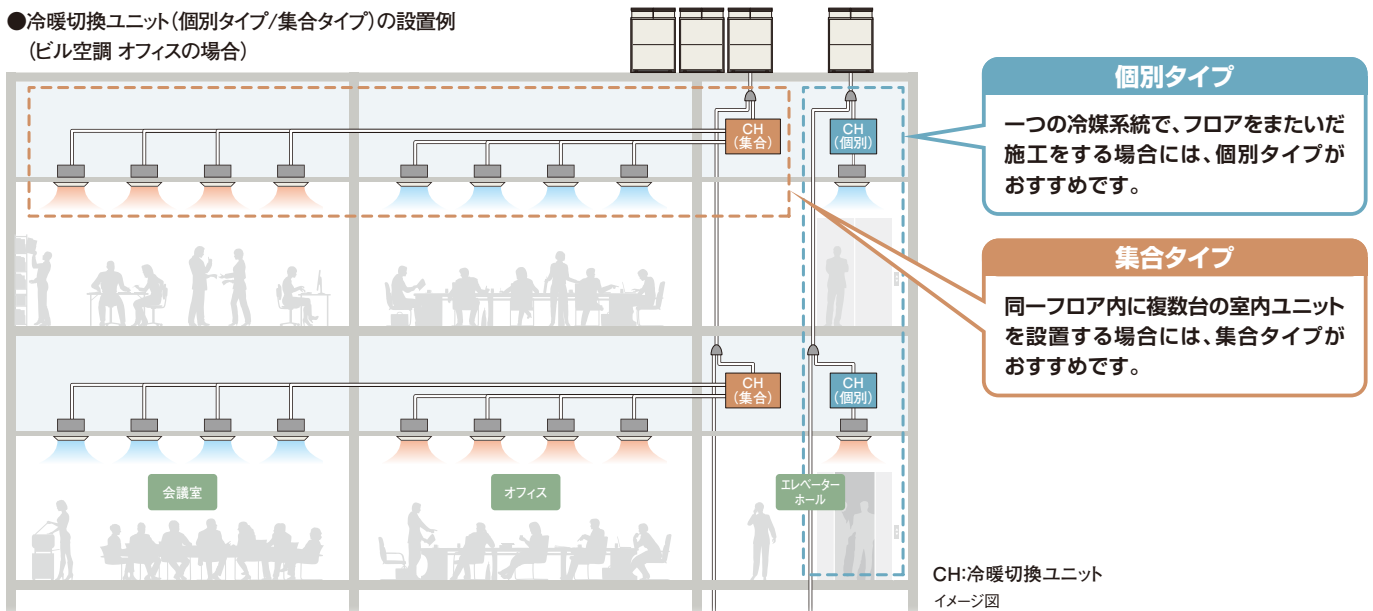 ●冷暖切換ユニット(個別タイプ/集合タイプ)の設置例
(ビル空調 オフィスの場合)
CH
(集合)
CH
(個別)
個別タイプ
一つの冷媒系統で、フロアをまたいだ
施工をする場合には、個別タイプが
おすすめです。
集合タイプ
同一フロア内に複数台の室内ユニット
を設置する場合には、集合タイプが
おすすめです。
CH
(集合)
CH
(個別)
会議室
オフィス
エレベーター
ホール
CH:冷暖切換ユニット
イメージ図